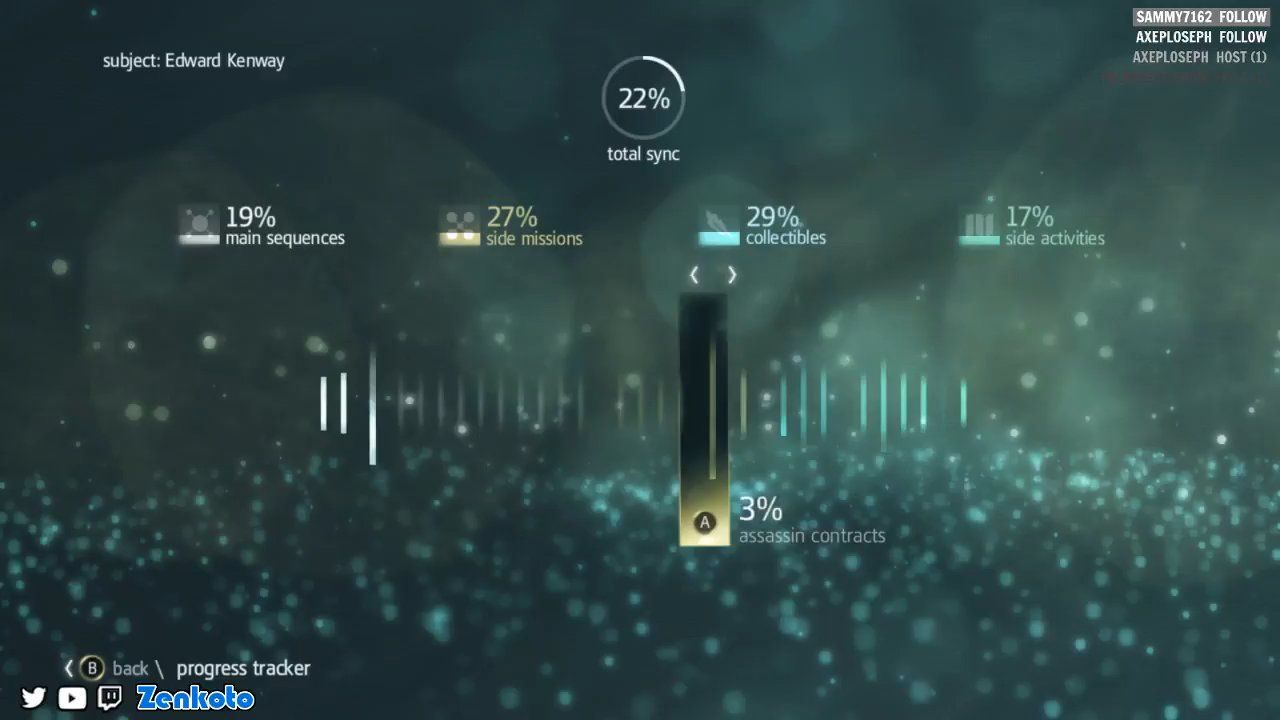 SAMMY7162 FOLLOW
AXEPLOSEPH FOLLOW
AXEPLOSEPH HOST (1)
subject: Edward Kenway
22%
total sync
19%
main sequences
27%
side missions
29%
collectibles
17%
side activities
A
3%
assassin contracts
B back \ progress tracker
Zenkoto